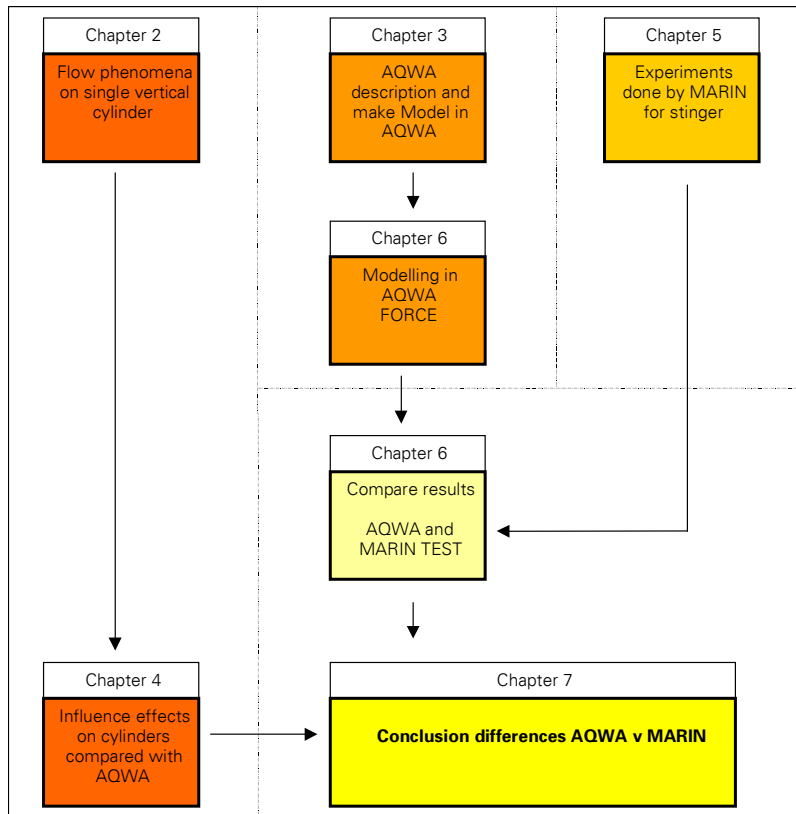 Chapter 2
Flow phenomena
on single vertical
cylinder
Chapter 3
AQWA
description and
make Model in
AQWA
Chapter 5
Experiments
done by MARIN
for stinger
Chapter 6
Modelling in
AQWA
FORCE
Chapter 6
Compare results
AQWA and
MARIN TEST
Chapter 4
Influence effects
on cylinders
compared with
AQWA
Chapter 7
Conclusion differences AQWA v MARIN